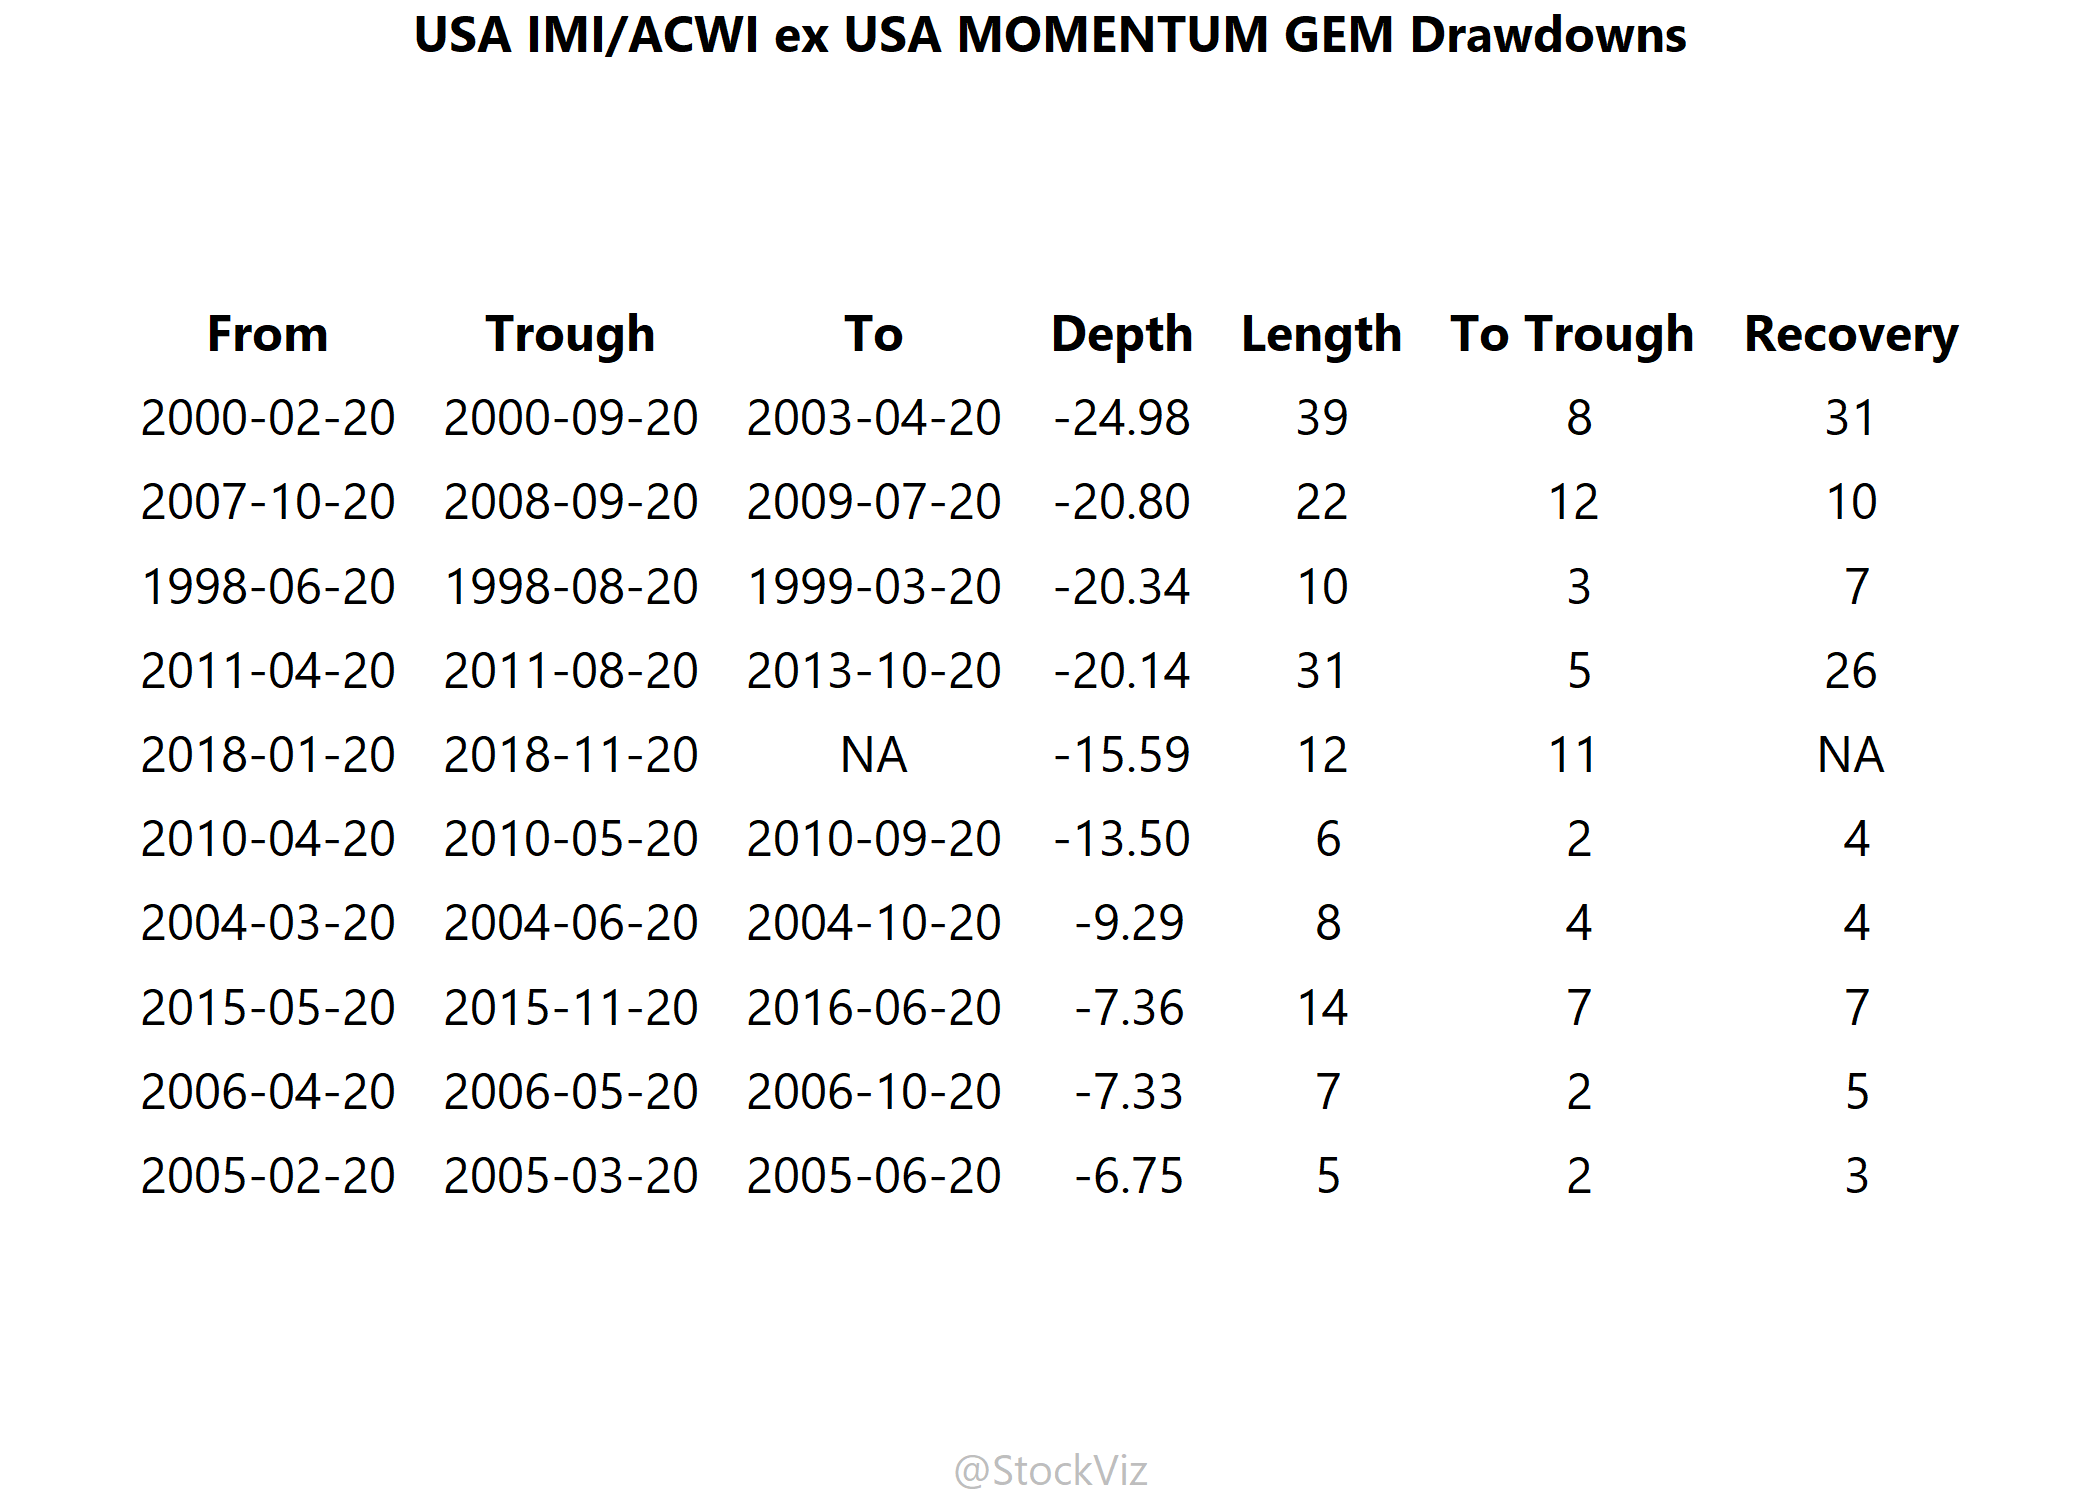 USA IMI/ACWI ex USA MOMENTUM GEM Drawdowns
From Trough To Depth Length To Trough Recovery
2000-02-20 2000-09-20 2003-04-20 -24.98 39 8 31
2007-10-20 2008-09-20 2009-07-20 -20.80 22 12 10
1998-06-20 1998-08-20 1999-03-20 -20.34 10 3 7
2011-04-20 2011-08-20 2013-10-20 -20.14 31 5 26
2018-01-20 2018-11-20 NA -15.59 12 11 NA
2010-04-20 2010-05-20 2010-09-20 -13.50 6 2 4
2004-03-20 2004-06-20 2004-10-20 -9.29 8 4 4
2015-05-20 2015-11-20 2016-06-20 -7.36 14 7 7
2006-04-20 2006-05-20 2006-10-20 -7.33 7 2 5
2005-02-20 2005-03-20 2005-06-20 -6.75 5 2 3
@StockViz